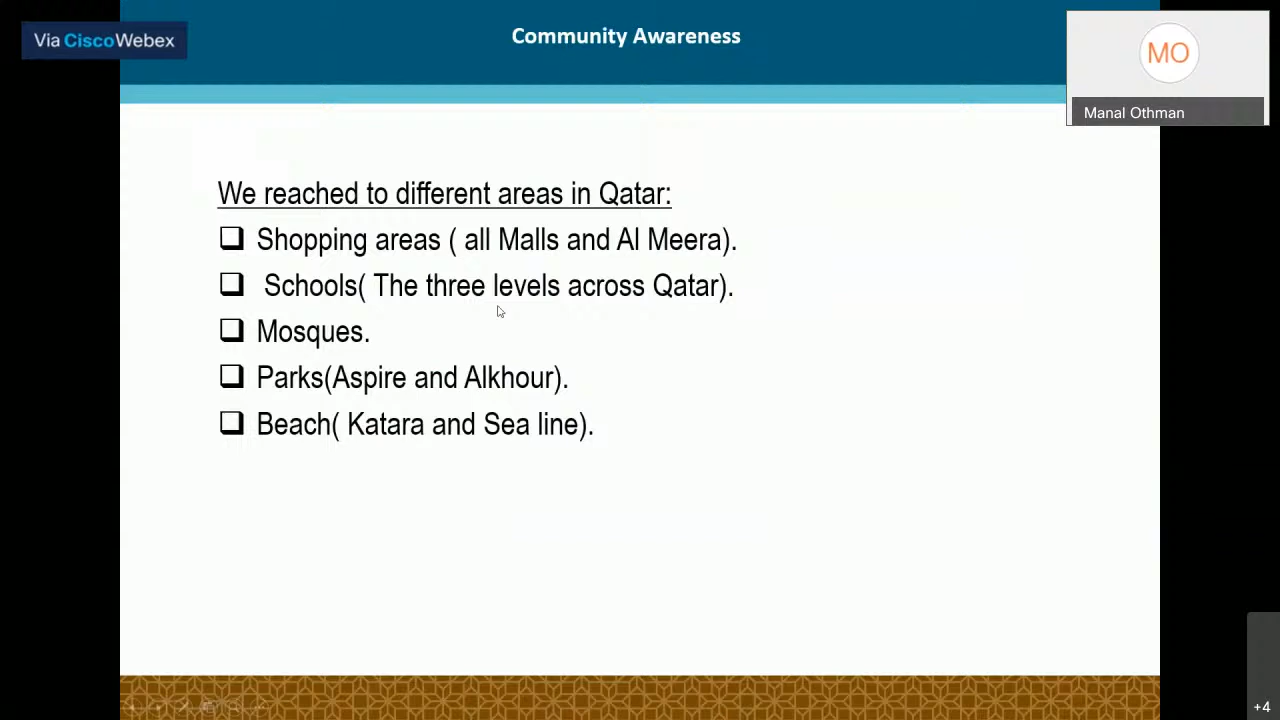 Via CiscoWebex
Community Awareness
MO
Manal Othman
We reached to different areas in Qatar:
Shopping areas ( all Malls and Al Meera).
Schools( The three levels across Qatar).
Mosques.
Parks(Aspire and Alkhour).
Beach( Katara and Sea line).
+4